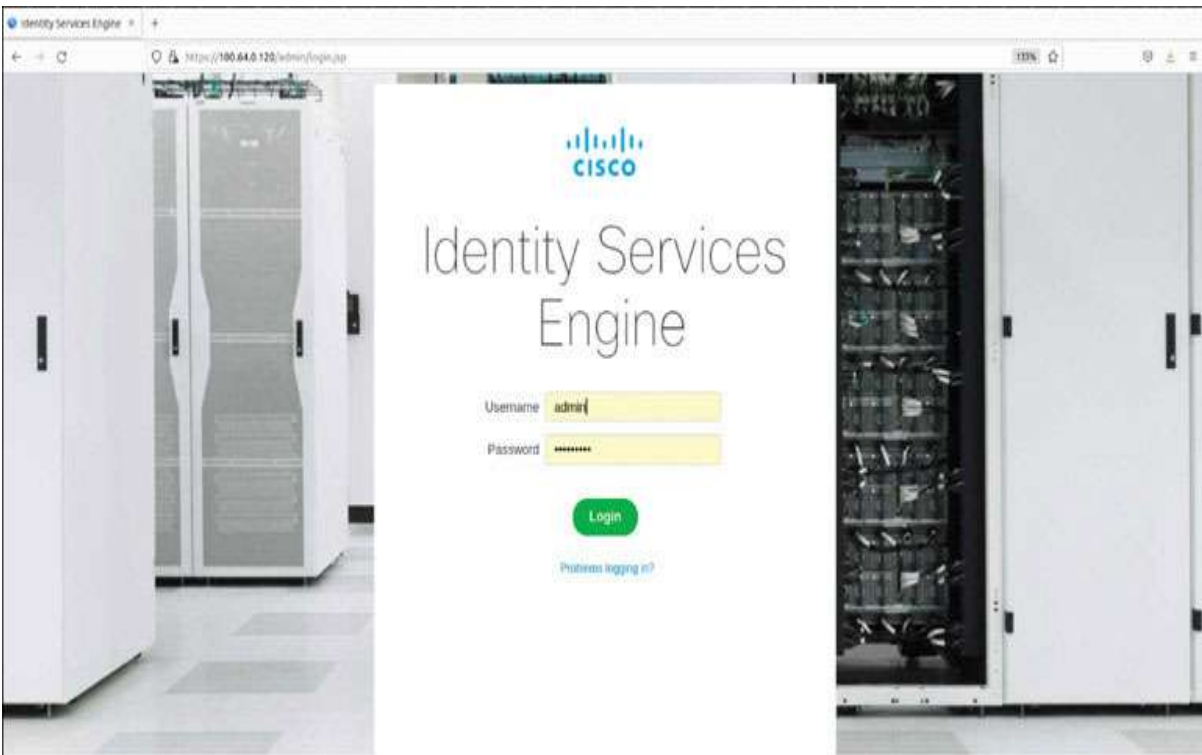 Identity Services Engine
https://100.64.0.120/admin/login.jsp
133%
CISCO
Identity Services
Engine
Username admin
Password •••••••••
Login
Problems logging in?